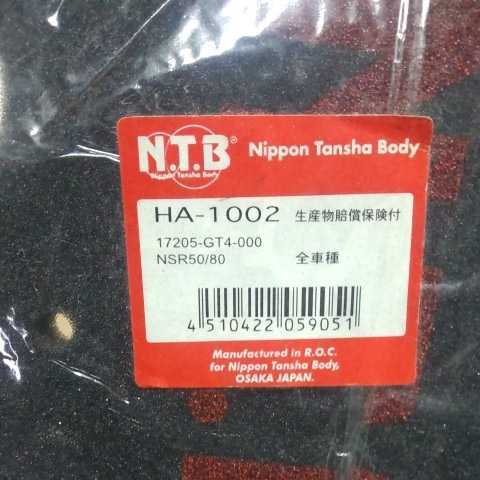 N.T.B®
Nippon Tansha Body
Nippon Tansha Body
HA-1002 生産物賠償保険付
17205-GT4-000
NSR50/80 全車種
4 510422 059051
Manufactured in R.O.C.
for Nippon Tansha Body,
OSAKA JAPAN.